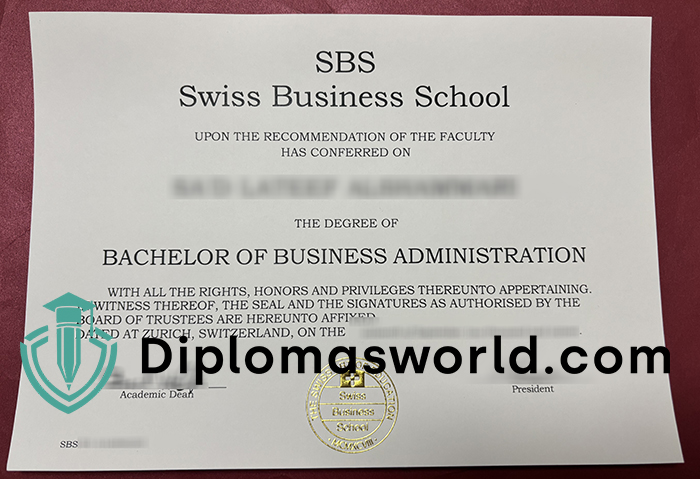 SBS
Swiss Business School
UPON THE RECOMMENDATION OF THE FACULTY
HAS CONFERRED ON
THE DEGREE OF
BACHELOR OF BUSINESS ADMINISTRATION
WITH ALL THE RIGHTS, HONORS AND PRIVILEGES THEREUNTO APPERTAINING.
WITNESS THEREOF, THE SEAL AND THE SIGNATURES AS AUTHORISED BY THE
BOARD OF TRUSTEES ARE HEREUNTO AFFIXED
DATED AT ZURICH, SWITZERLAND, ON THE
Diplomasworld.com
Academic Dean
President
Swiss
Business
School
SBS